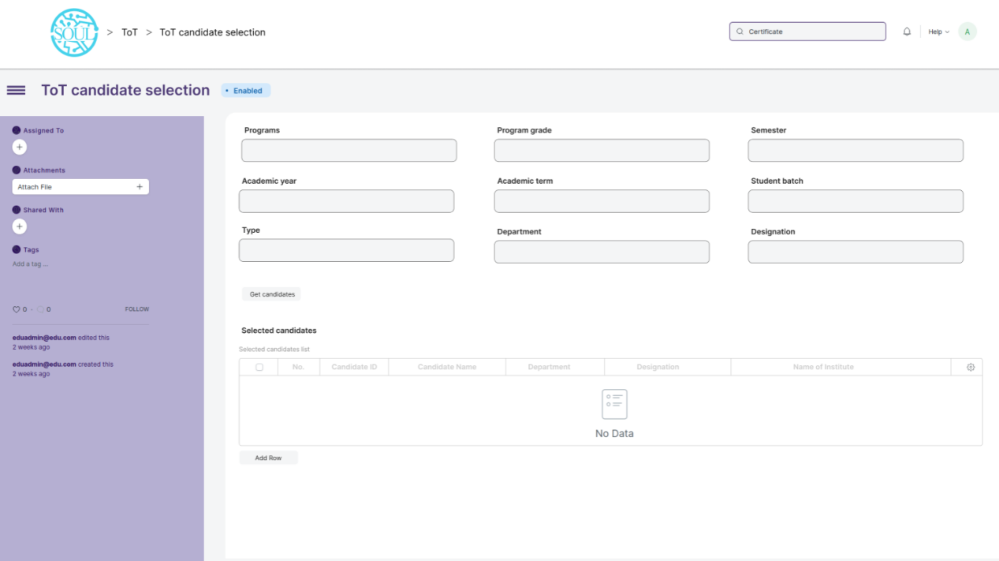 SOUL > ToT > ToT candidate selection
Certificate
Help
A
ToT candidate selection
• Enabled
Assigned To
+
Attachments
Attach File +
Shared With
+
Tags
Add a tag ...
0 · 0 FOLLOW
eduadmin@edu.com edited this
2 weeks ago
eduadmin@edu.com created this
2 weeks ago
Programs Program grade Semester
Academic year Academic term Student batch
Type Department Designation
Get candidates
Selected candidates
Selected candidates list
No. Candidate ID Candidate Name Department Designation Name of Institute
No Data
Add Row